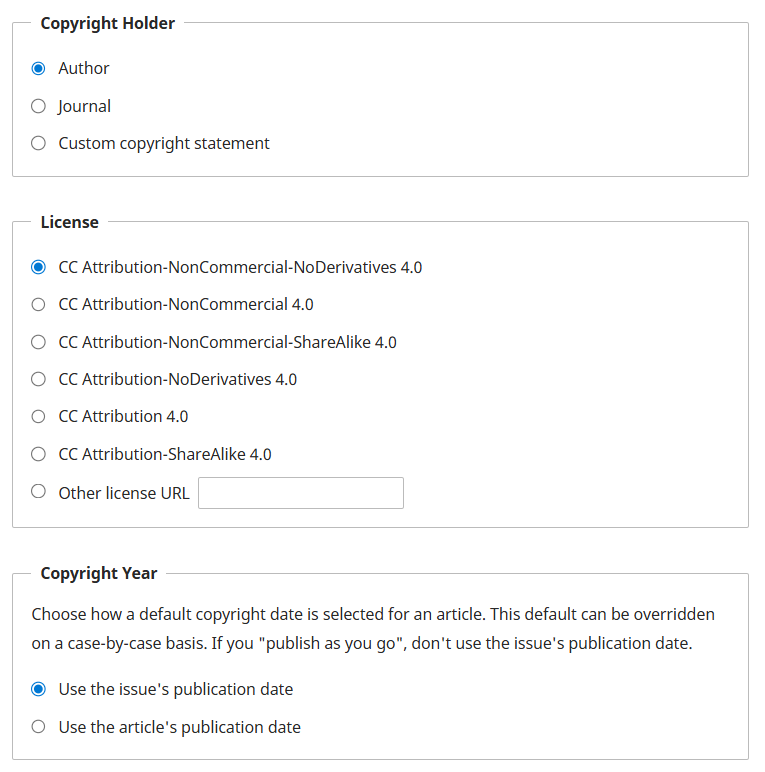 Copyright Holder
Author
Journal
Custom copyright statement
License
CC Attribution-NonCommercial-NoDerivatives 4.0
CC Attribution-NonCommercial 4.0
CC Attribution-NonCommercial-ShareAlike 4.0
CC Attribution-NoDerivatives 4.0
CC Attribution 4.0
CC Attribution-ShareAlike 4.0
Other license URL
Copyright Year
Choose how a default copyright date is selected for an article. This default can be overridden
on a case-by-case basis. If you "publish as you go", don't use the issue's publication date.
Use the issue's publication date
Use the article's publication date